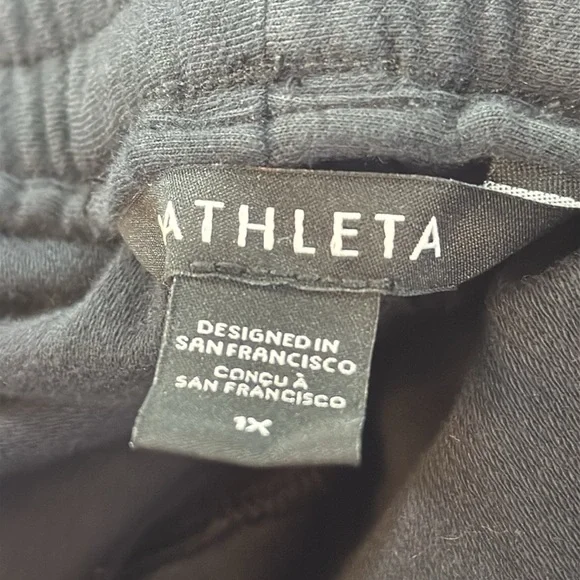 ATHLETA
DESIGNED IN
SAN FRANCISCO
CONÇU À
SAN FRANCISCO
1X